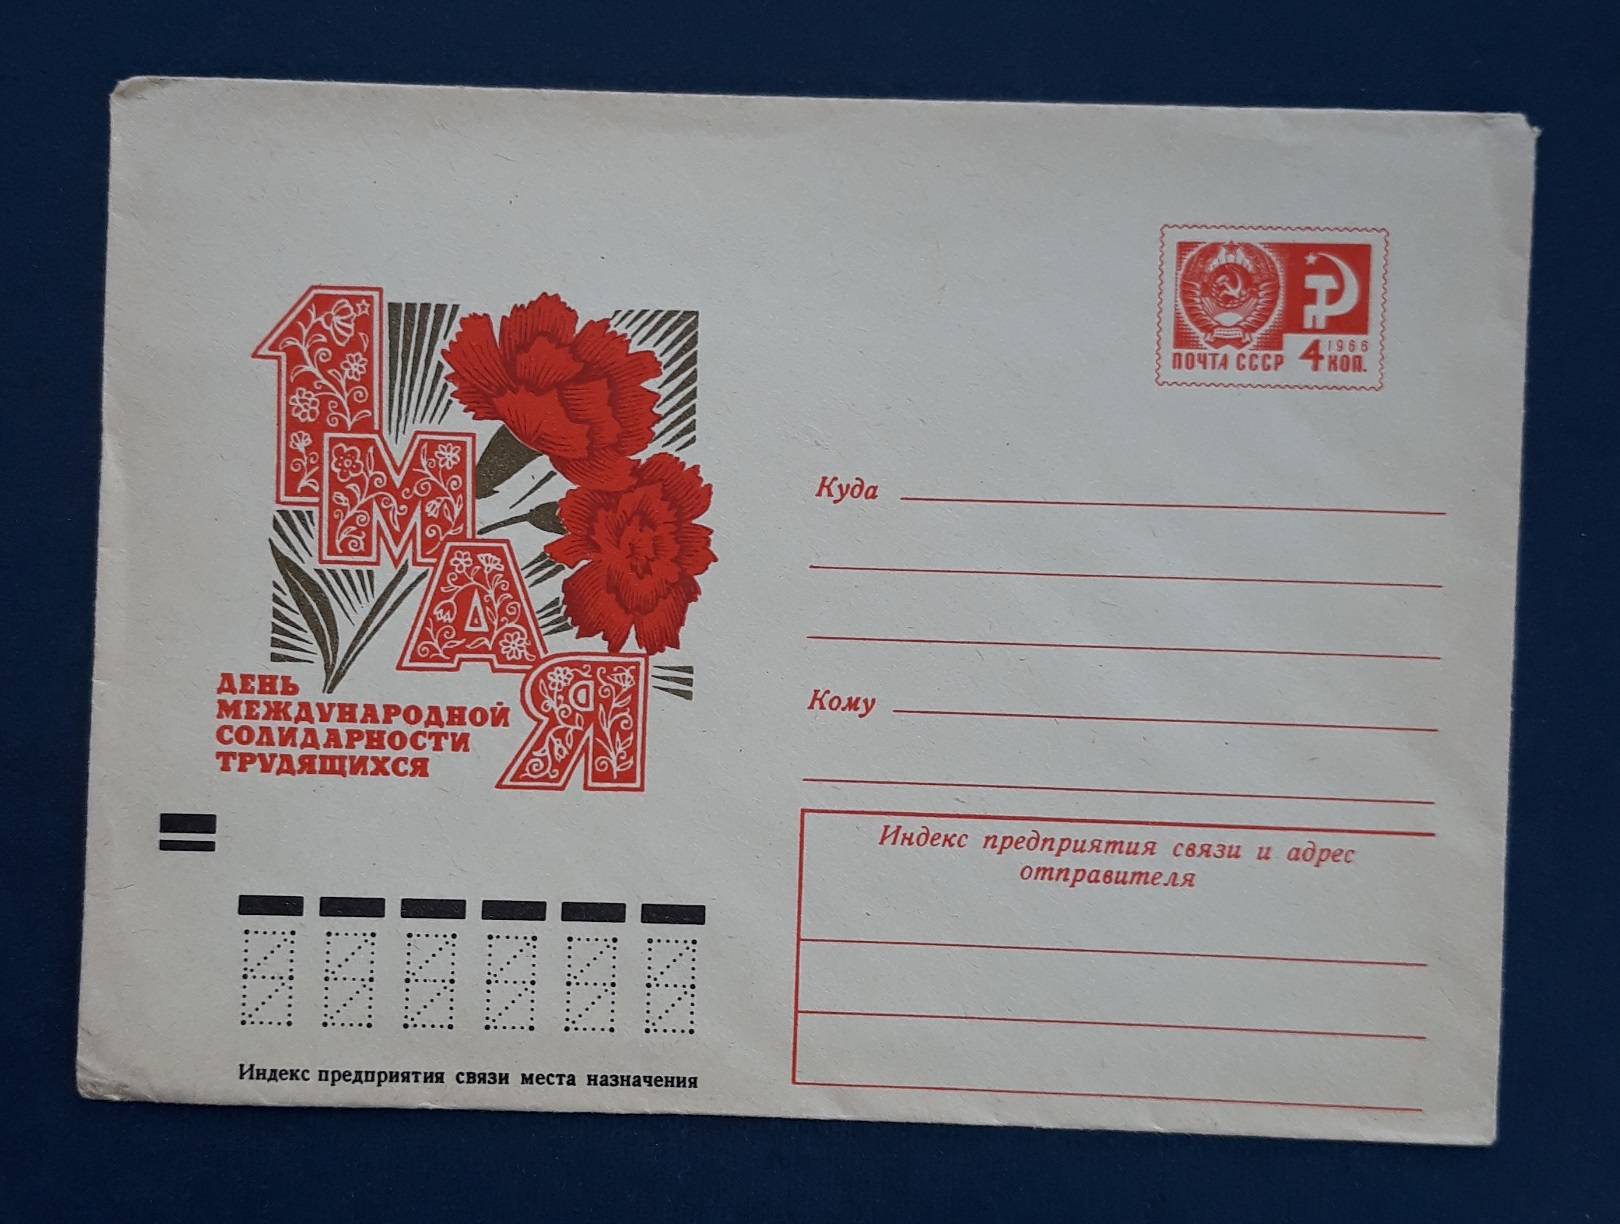 1
МАЯ
ДЕНЬ
МЕЖДУНАРОДНОЙ
СОЛИДАРНОСТИ
ТРУДЯЩИХСЯ
1966
ПОЧТА СССР 4 КОП.
Куда
Кому
Индекс предприятия связи и адрес
отправителя
Индекс предприятия связи места назначения